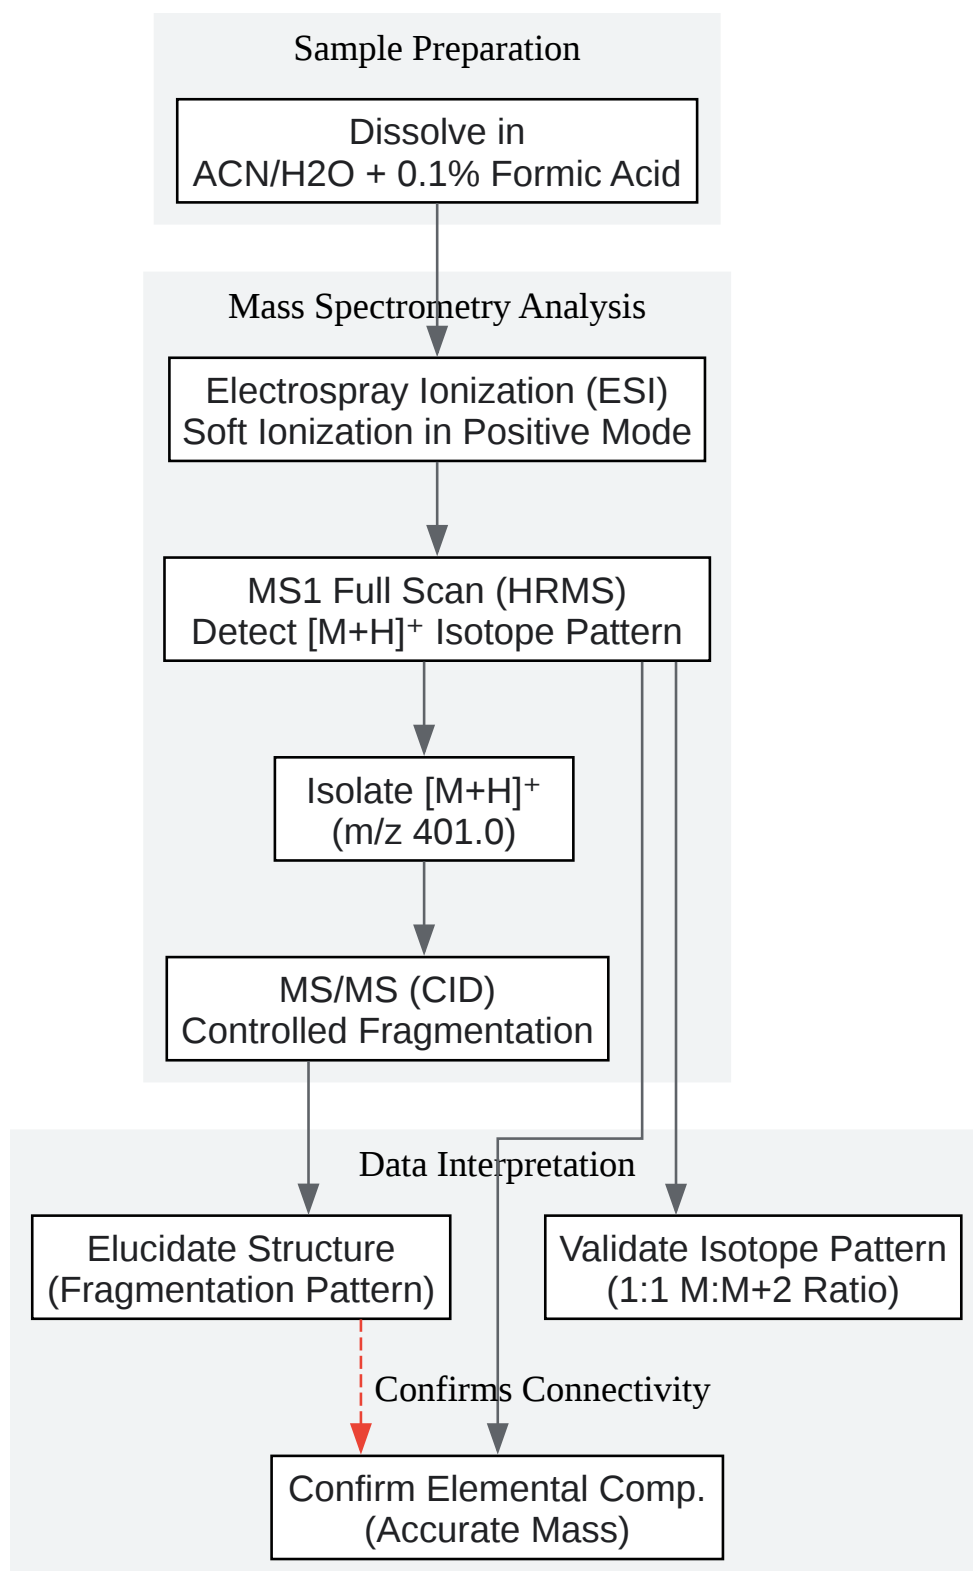 Sample Preparation
Dissolve in
ACN/H2O + 0.1% Formic Acid
Mass Spectrometry Analysis
Electrospray Ionization (ESI)
Soft Ionization in Positive Mode
MS1 Full Scan (HRMS)
Detect [M+H]⁺ Isotope Pattern
Isolate [M+H]⁺
(m/z 401.0)
MS/MS (CID)
Controlled Fragmentation
Data Interpretation
Elucidate Structure
(Fragmentation Pattern)
Validate Isotope Pattern
(1:1 M:M+2 Ratio)
Confirms Connectivity
Confirm Elemental Comp.
(Accurate Mass)